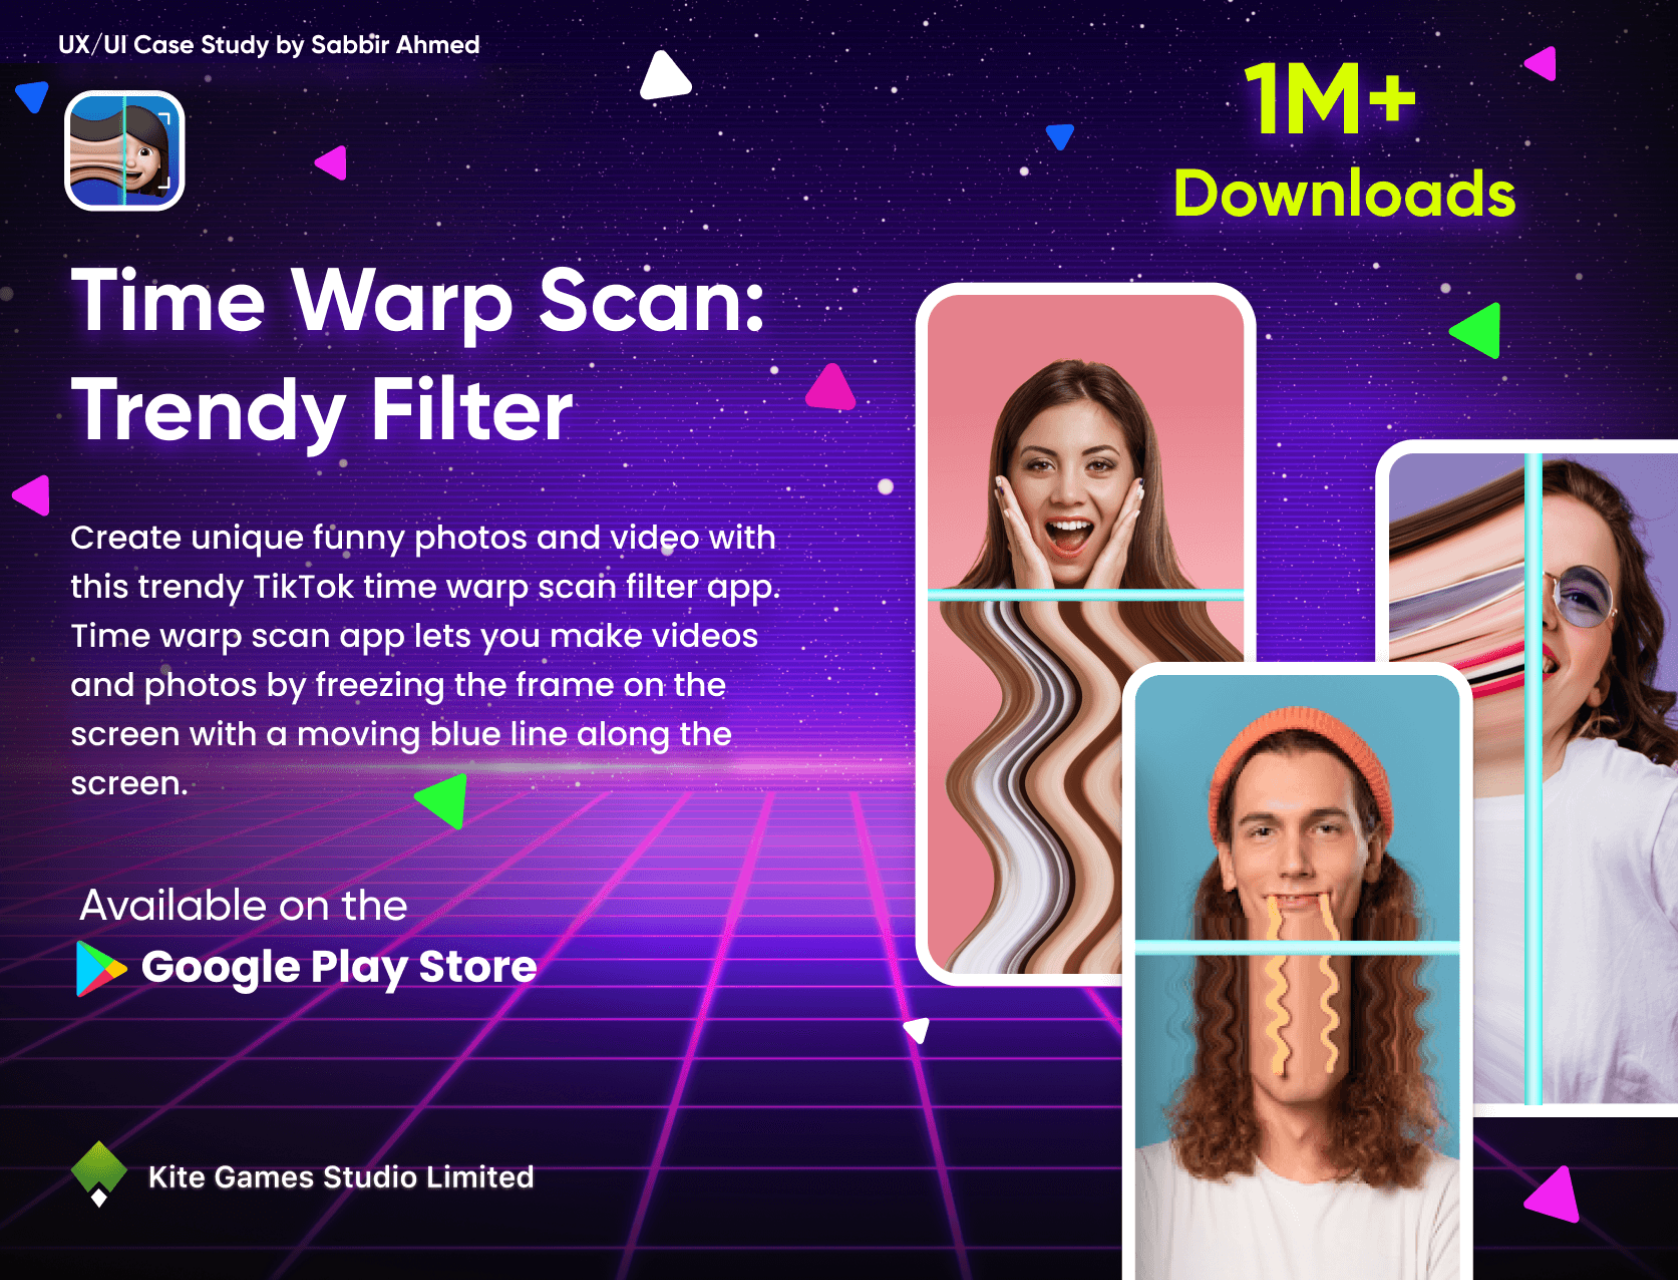 UX/UI Case Study by Sabbir Ahmed
1M+
Downloads
Time Warp Scan:
Trendy Filter
Create unique funny photos and video with
this trendy TikTok time warp scan filter app.
Time warp scan app lets you make videos
and photos by freezing the frame on the
screen with a moving blue line along the
screen.
Available on the
Google Play Store
Kite Games Studio Limited